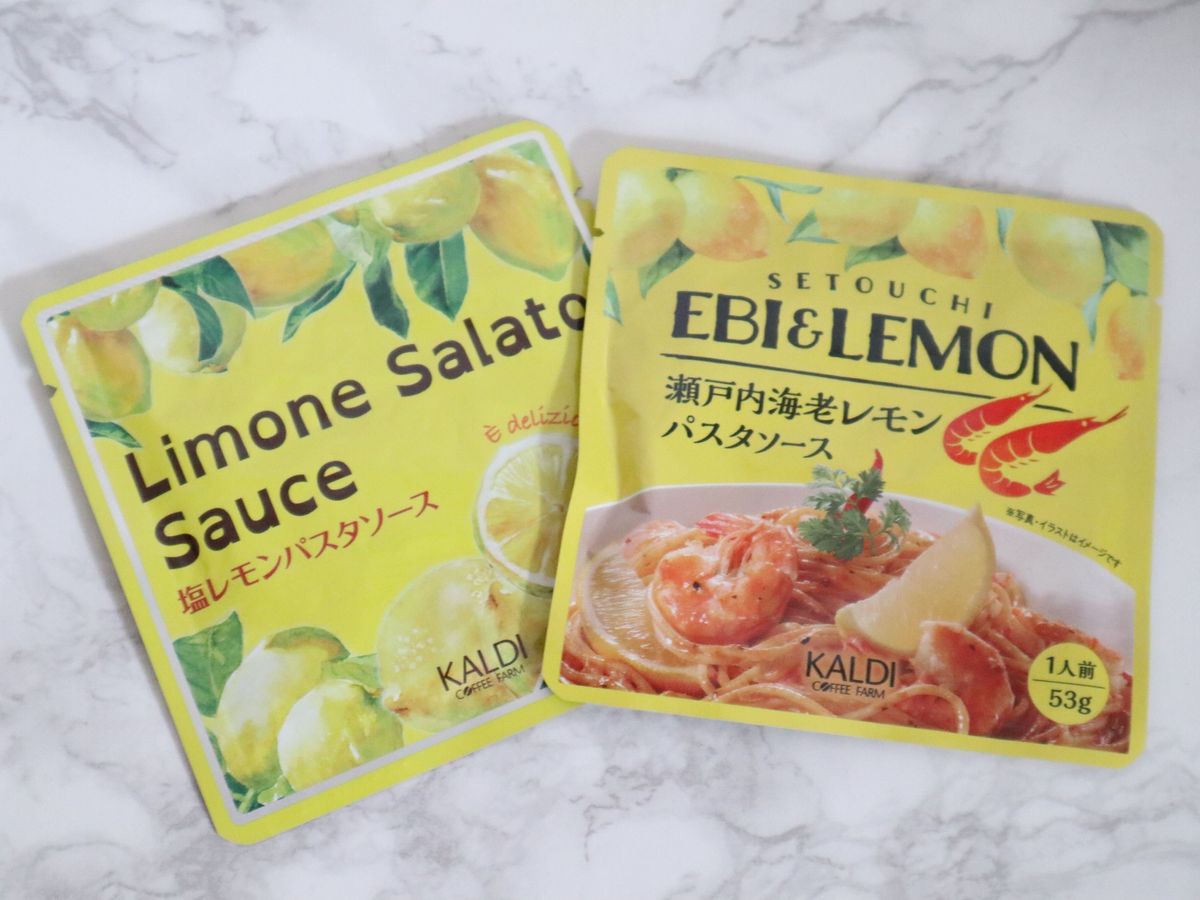 Limone Salato
Sauce
È delizio
塩レモンパスタソース
KALDI
COFFEE FARM
SETOUCHI
EBI&LEMON
瀬戸内海老レモン
パスタソース
※写真・イラストはイメージです
KALDI
COFFEE FARM
1人前
53g